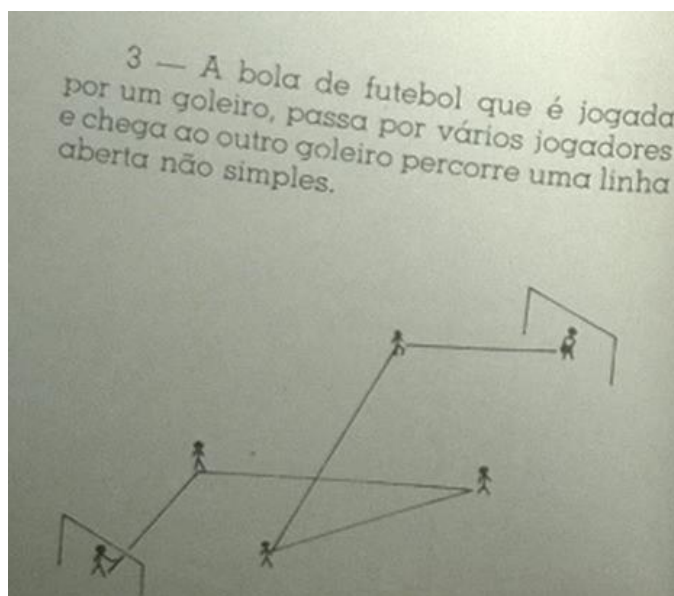 3 — A bola de futebol que é jogada
por um goleiro, passa por vários jogadores
e chega ao outro goleiro percorre uma linha
aberta não simples.